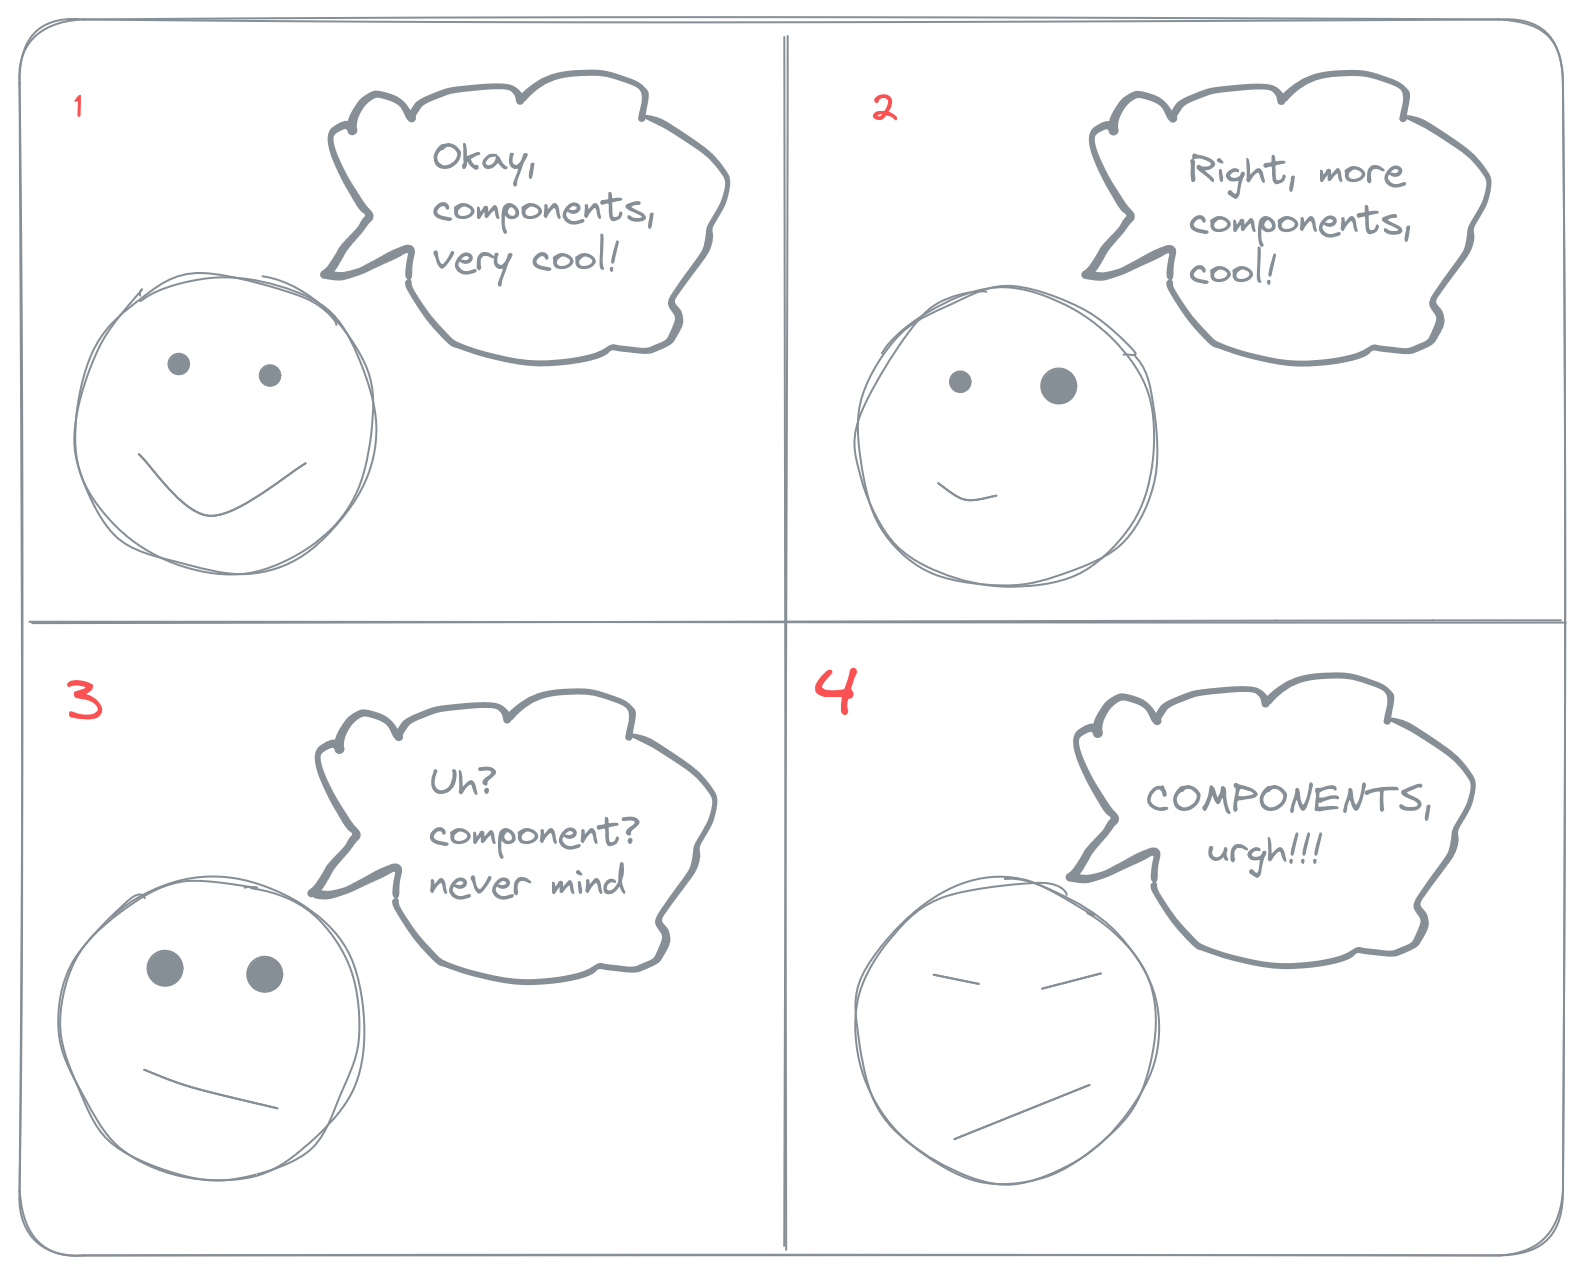 1
Okay,
components,
very cool!
2
Right, more
components,
cool!
3
Uh?
component?
never mind
4
COMPONENTS,
urgh!!!